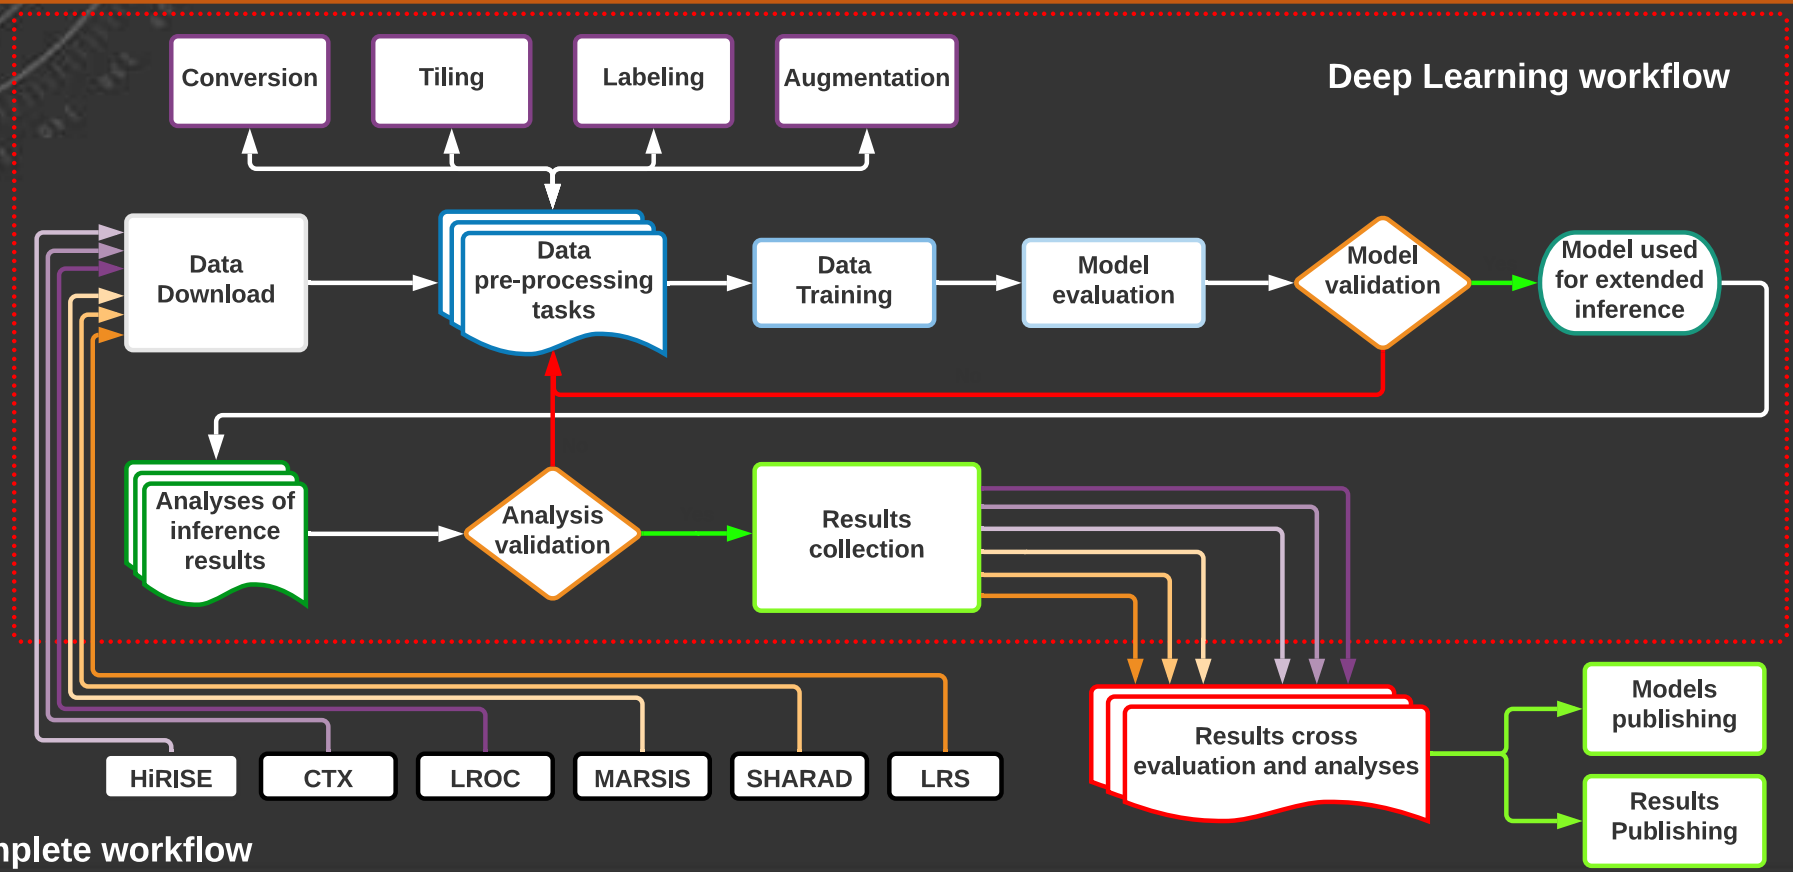 Conversion
Tiling
Labeling
Augmentation
Deep Learning workflow
Data
Download
Data
pre-processing
tasks
Data
Training
Model
evaluation
Model
validation
Model used
for extended
inference
Analyses of
inference
results
Analysis
validation
Results
collection
HiRISE
CTX
LROC
MARSIS
SHARAD
LRS
Results cross
evaluation and analyses
Models
publishing
Results
Publishing
nplete workflow